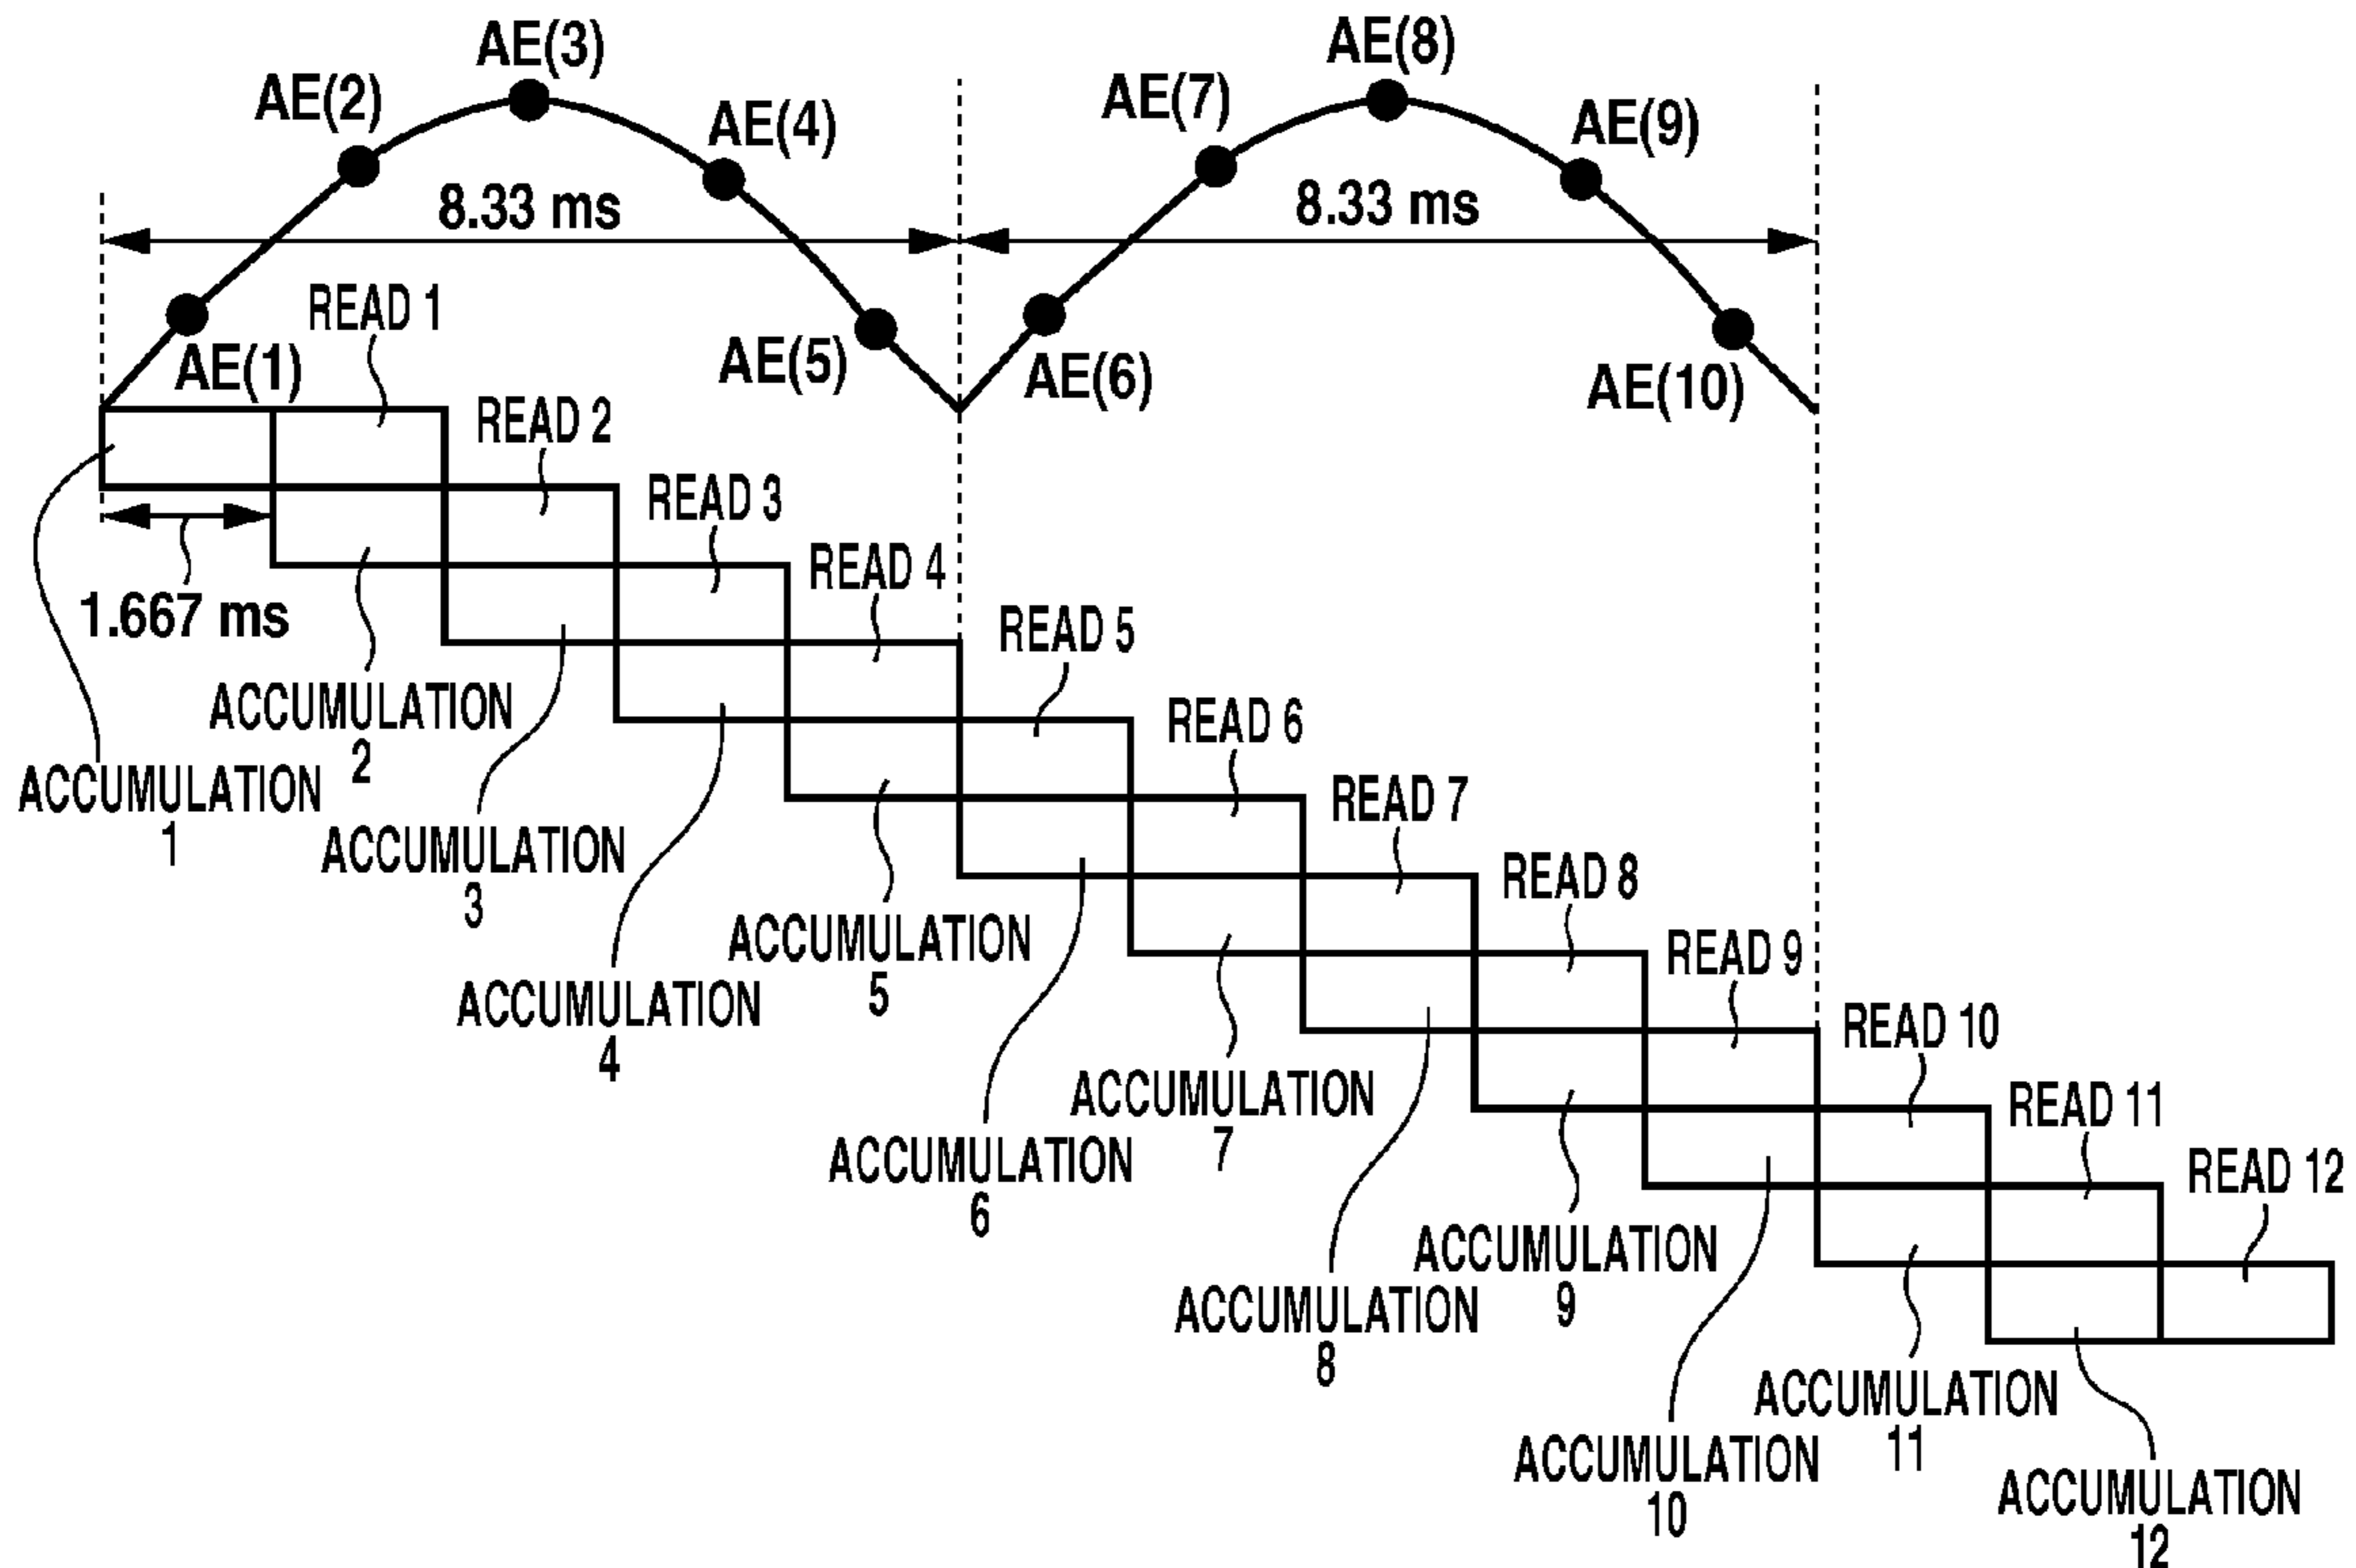 AE(3)
AE(8)
AE(2)
AE(7)
AE(4)
AE(9)
8.33 ms
8.33 ms
READ 1
AE(1)
AE(5)
AE(6)
AE(10)
READ 2
READ 3
READ 4
1.667 ms
READ 5
ACCUMULATION
2
READ 6
ACCUMULATION
1
READ 7
ACCUMULATION
3
READ 8
ACCUMULATION
5
READ 9
ACCUMULATION
4
READ 10
ACCUMULATION
7
READ 11
ACCUMULATION
6
READ 12
ACCUMULATION
9
ACCUMULATION
8
ACCUMULATION
11
ACCUMULATION
10
ACCUMULATION
12